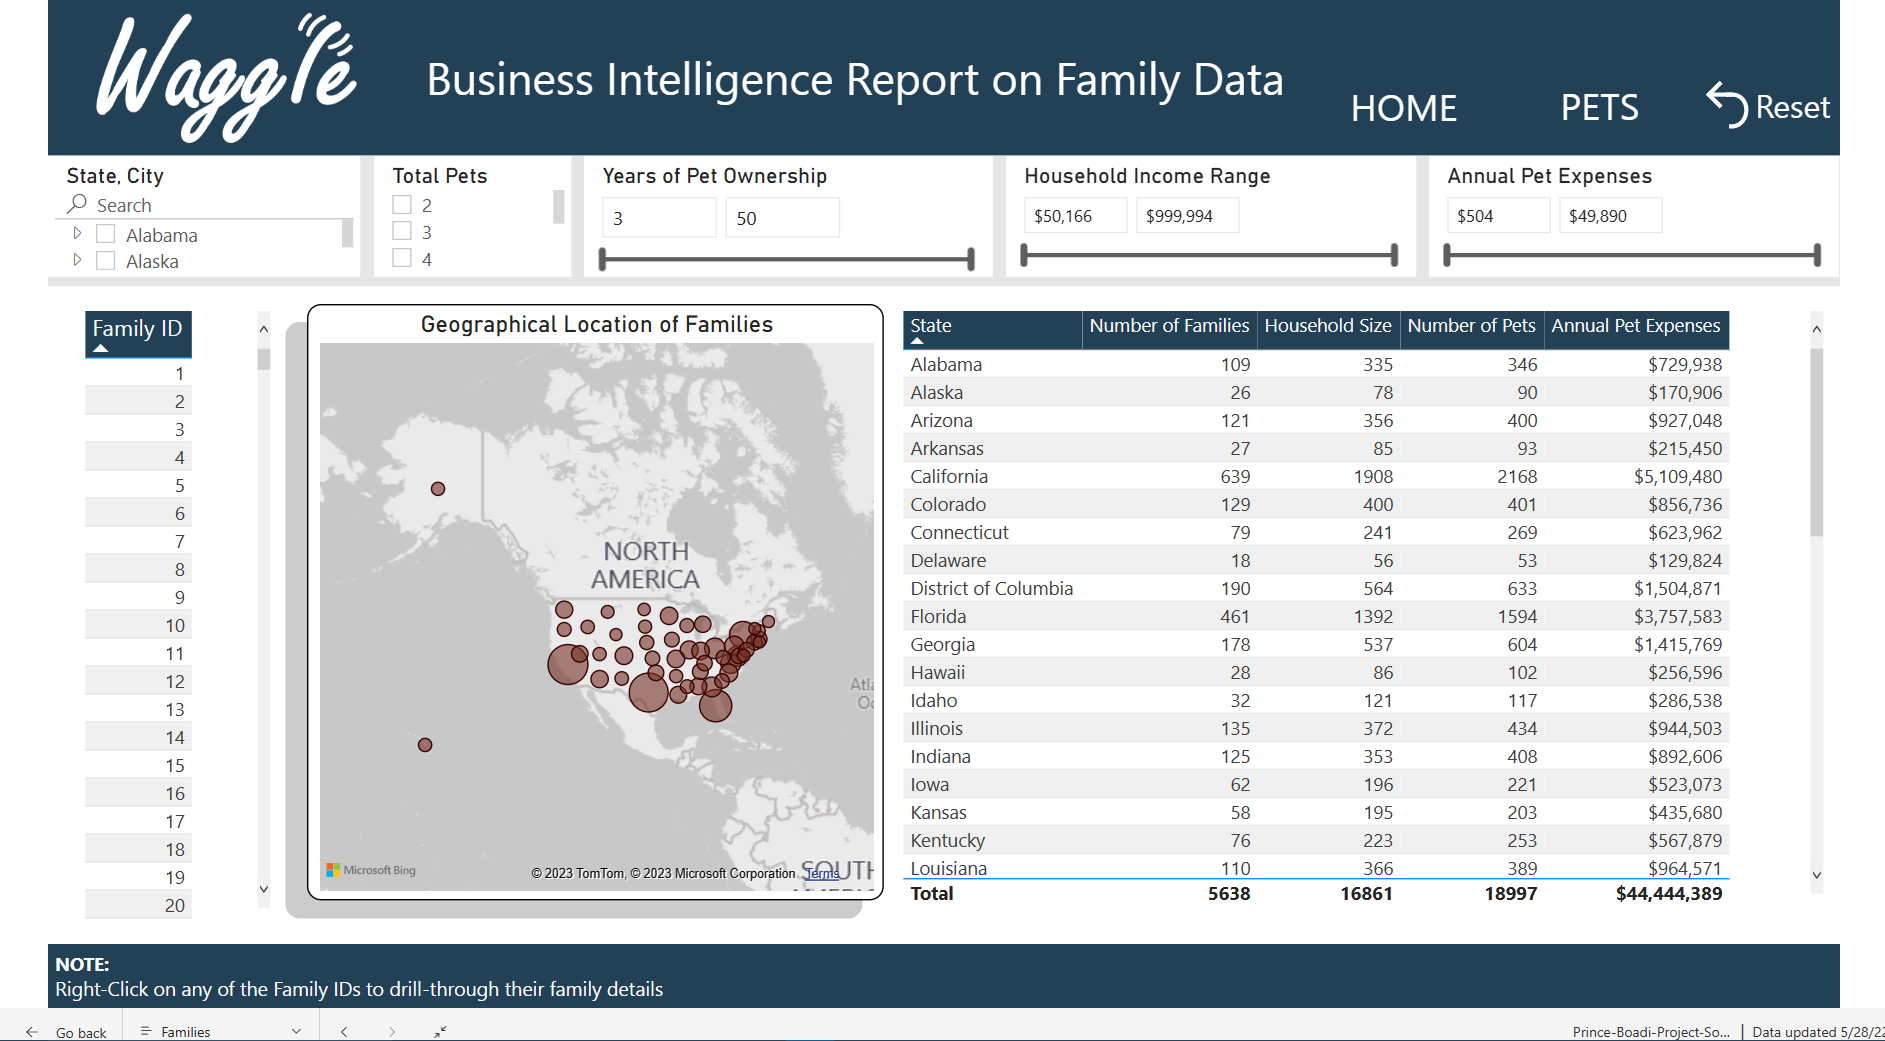 Waggle
Business Intelligence Report on Family Data
HOME
PETS
Reset
State, City
Search
Alabama
Alaska
Total Pets
2
3
4
Years of Pet Ownership
3 50
Household Income Range
$50,166 $999,994
Annual Pet Expenses
$504 $49,890
Family ID
1
2
3
4
5
6
7
8
9
10
11
12
13
14
15
16
17
18
19
20
Geographical Location of Families
NORTH
AMERICA
Microsoft Bing
© 2023 TomTom, © 2023 Microsoft Corporation Terms
State Number of Families Household Size Number of Pets Annual Pet Expenses
Alabama 109 335 346 $729,938
Alaska 26 78 90 $170,906
Arizona 121 356 400 $927,048
Arkansas 27 85 93 $215,450
California 639 1908 2168 $5,109,480
Colorado 129 400 401 $856,736
Connecticut 79 241 269 $623,962
Delaware 18 56 53 $129,824
District of Columbia 190 564 633 $1,504,871
Florida 461 1392 1594 $3,757,583
Georgia 178 537 604 $1,415,769
Hawaii 28 86 102 $256,596
Idaho 32 121 117 $286,538
Illinois 135 372 434 $944,503
Indiana 125 353 408 $892,606
Iowa 62 196 221 $523,073
Kansas 58 195 203 $435,680
Kentucky 76 223 253 $567,879
Louisiana 110 366 389 $964,571
Total 5638 16861 18997 $44,444,389
NOTE:
Right-Click on any of the Family IDs to drill-through their family details
Go back
Families
Prince-Boadi-Project-So... | Data updated 5/28/22